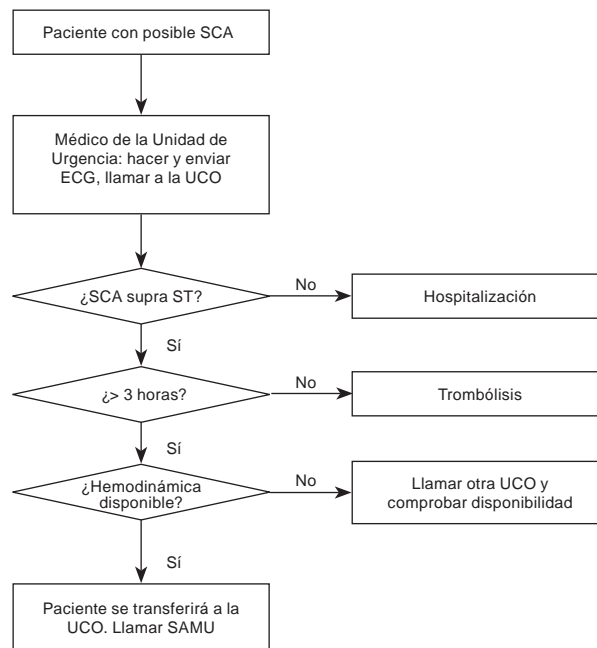 Paciente con posible SCA
Médico de la Unidad de
Urgencia: hacer y enviar
ECG, llamar a la UCO
¿SCA supra ST?
No
Hospitalización
Sí
¿> 3 horas?
No
Trombólisis
Sí
¿Hemodinámica
disponible?
No
Llamar otra UCO y
comprobar disponibilidad
Sí
Paciente se transferirá a la
UCO. Llamar SAMU